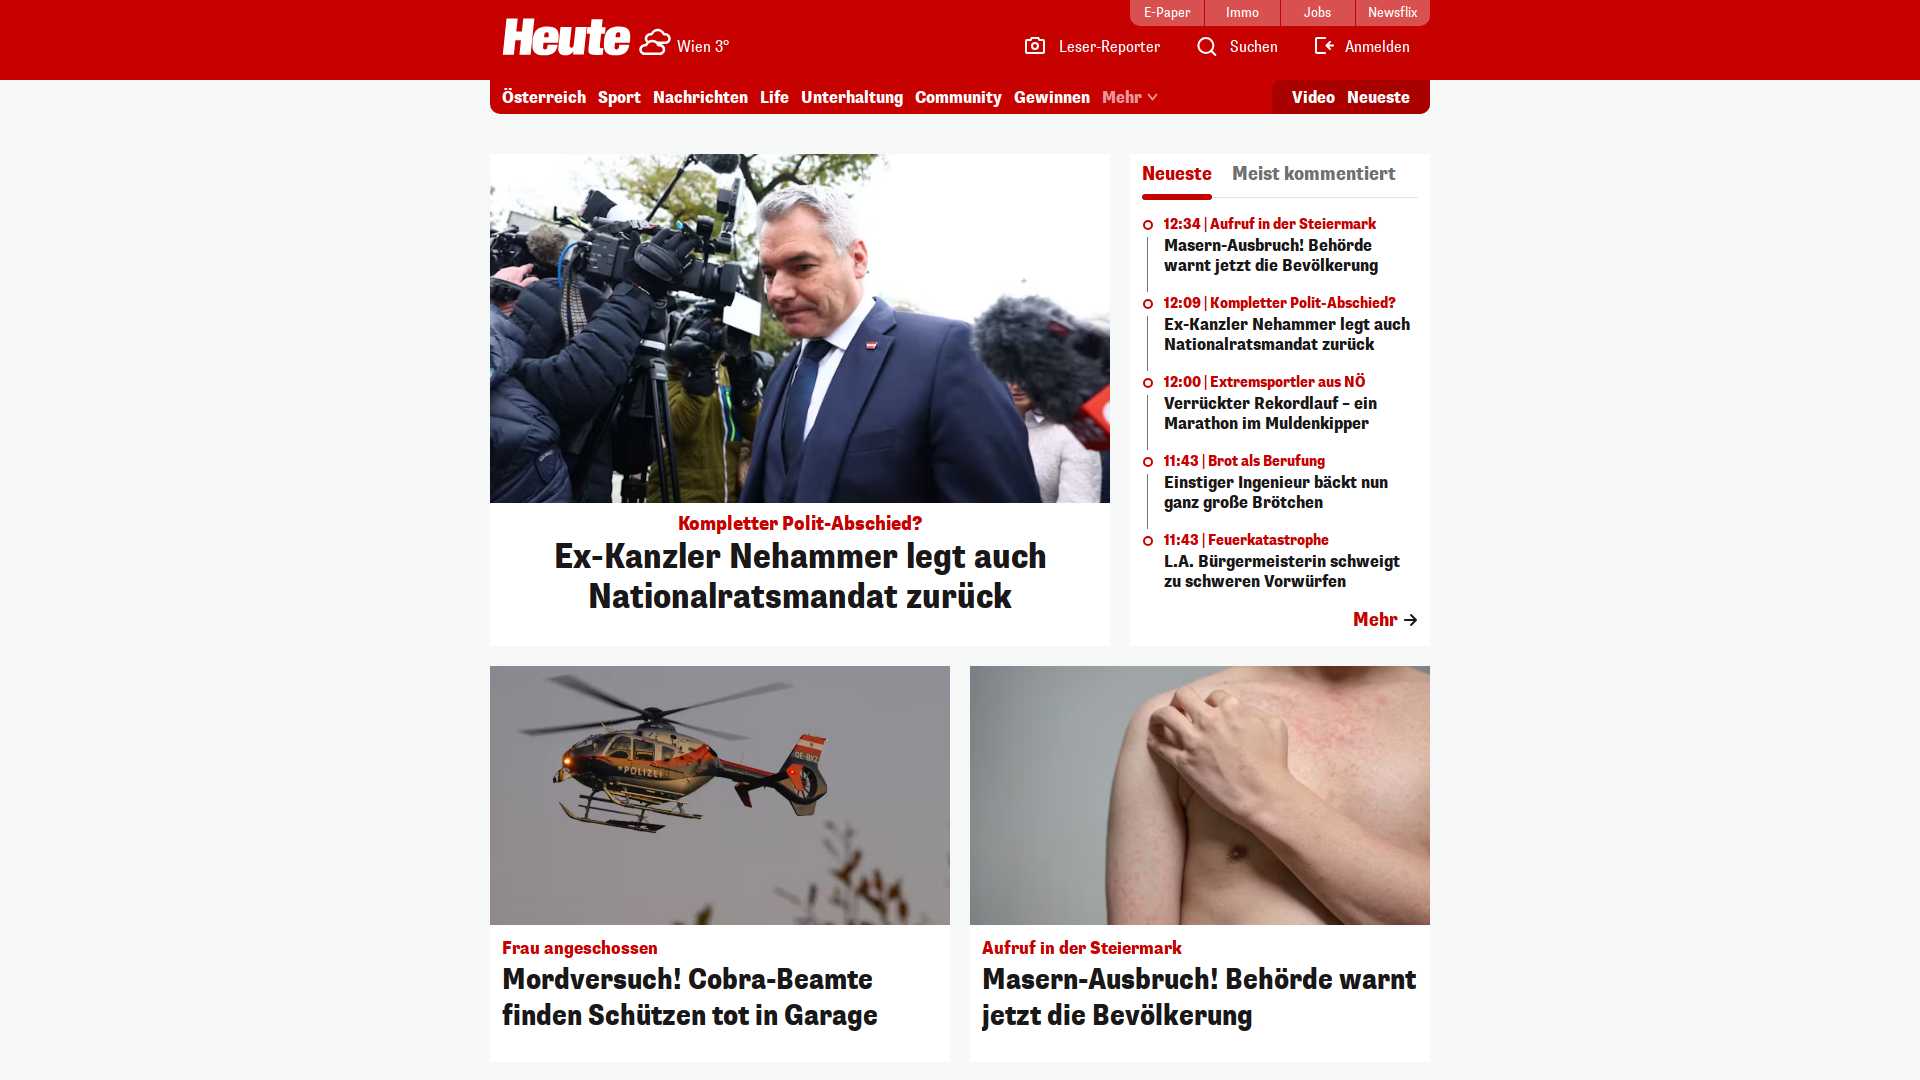 E-Paper
Immo
Jobs
Newsflix
Heute
Wien 3°
Leser-Reporter
Suchen
Anmelden
Österreich
Sport
Nachrichten
Life
Unterhaltung
Community
Gewinnen
Mehr
Video
Neueste
Kompletter Polit-Abschied?
Ex-Kanzler Nehammer legt auch
Nationalratsmandat zurück
Neueste
Meist kommentiert
12:34 | Aufruf in der Steiermark
Masern-Ausbruch! Behörde
warnt jetzt die Bevölkerung
12:09 | Kompletter Polit-Abschied?
Ex-Kanzler Nehammer legt auch
Nationalratsmandat zurück
12:00 | Extremsportler aus NÖ
Verrückter Rekordlauf – ein
Marathon im Muldenkipper
11:43 | Brot als Berufung
Einstiger Ingenieur bäckt nun
ganz große Brötchen
11:43 | Feuerkatastrophe
L.A. Bürgermeisterin schweigt
zu schweren Vorwürfen
Mehr
POLIZEI
Frau angeschossen
Mordversuch! Cobra-Beamte
finden Schützen tot in Garage
Aufruf in der Steiermark
Masern-Ausbruch! Behörde warnt
jetzt die Bevölkerung